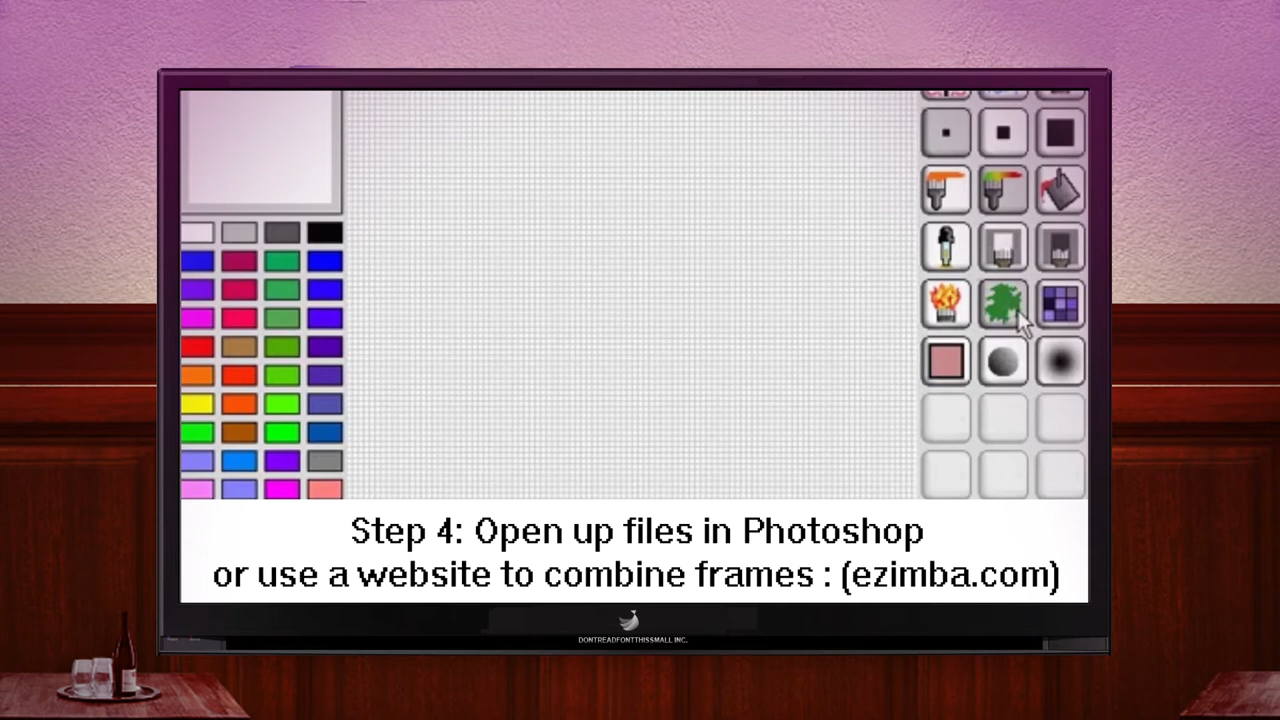 Step 4: Open up files in Photoshop
or use a website to combine frames : (ezimba.com)
DONTREADFONTTHISSMALL INC.